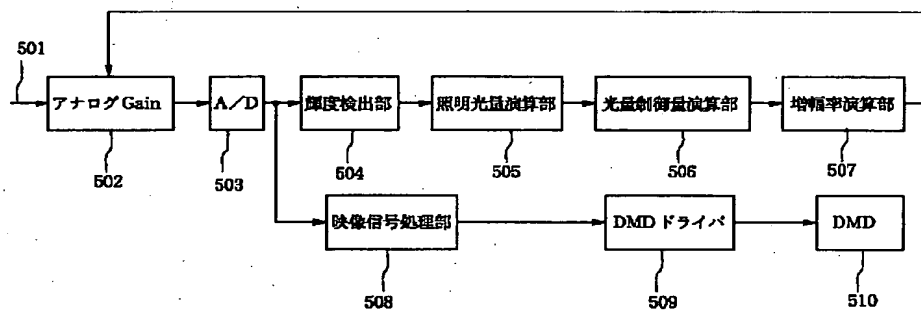 501
アナログGain
A/D
輝度検出部
照明光量演算部
光量制御量演算部
増幅率演算部
502
503
504
505
506
507
映像信号処理部
DMDドライバ
DMD
508
509
510